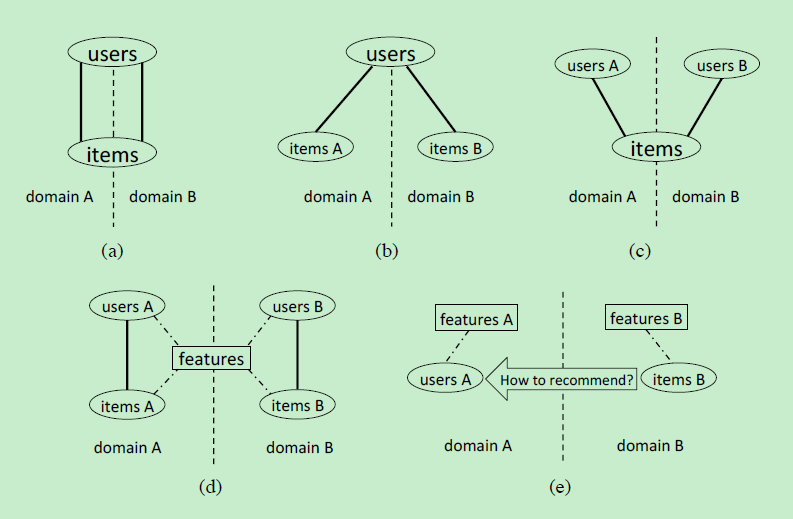 users
items
domain A
domain B
(a)
users
items A
items B
domain A
domain B
(b)
users A
users B
items
domain A
domain B
(c)
users A
users B
features
items A
items B
domain A
domain B
(d)
features A
features B
users A
How to recommend?
items B
domain A
domain B
(e)